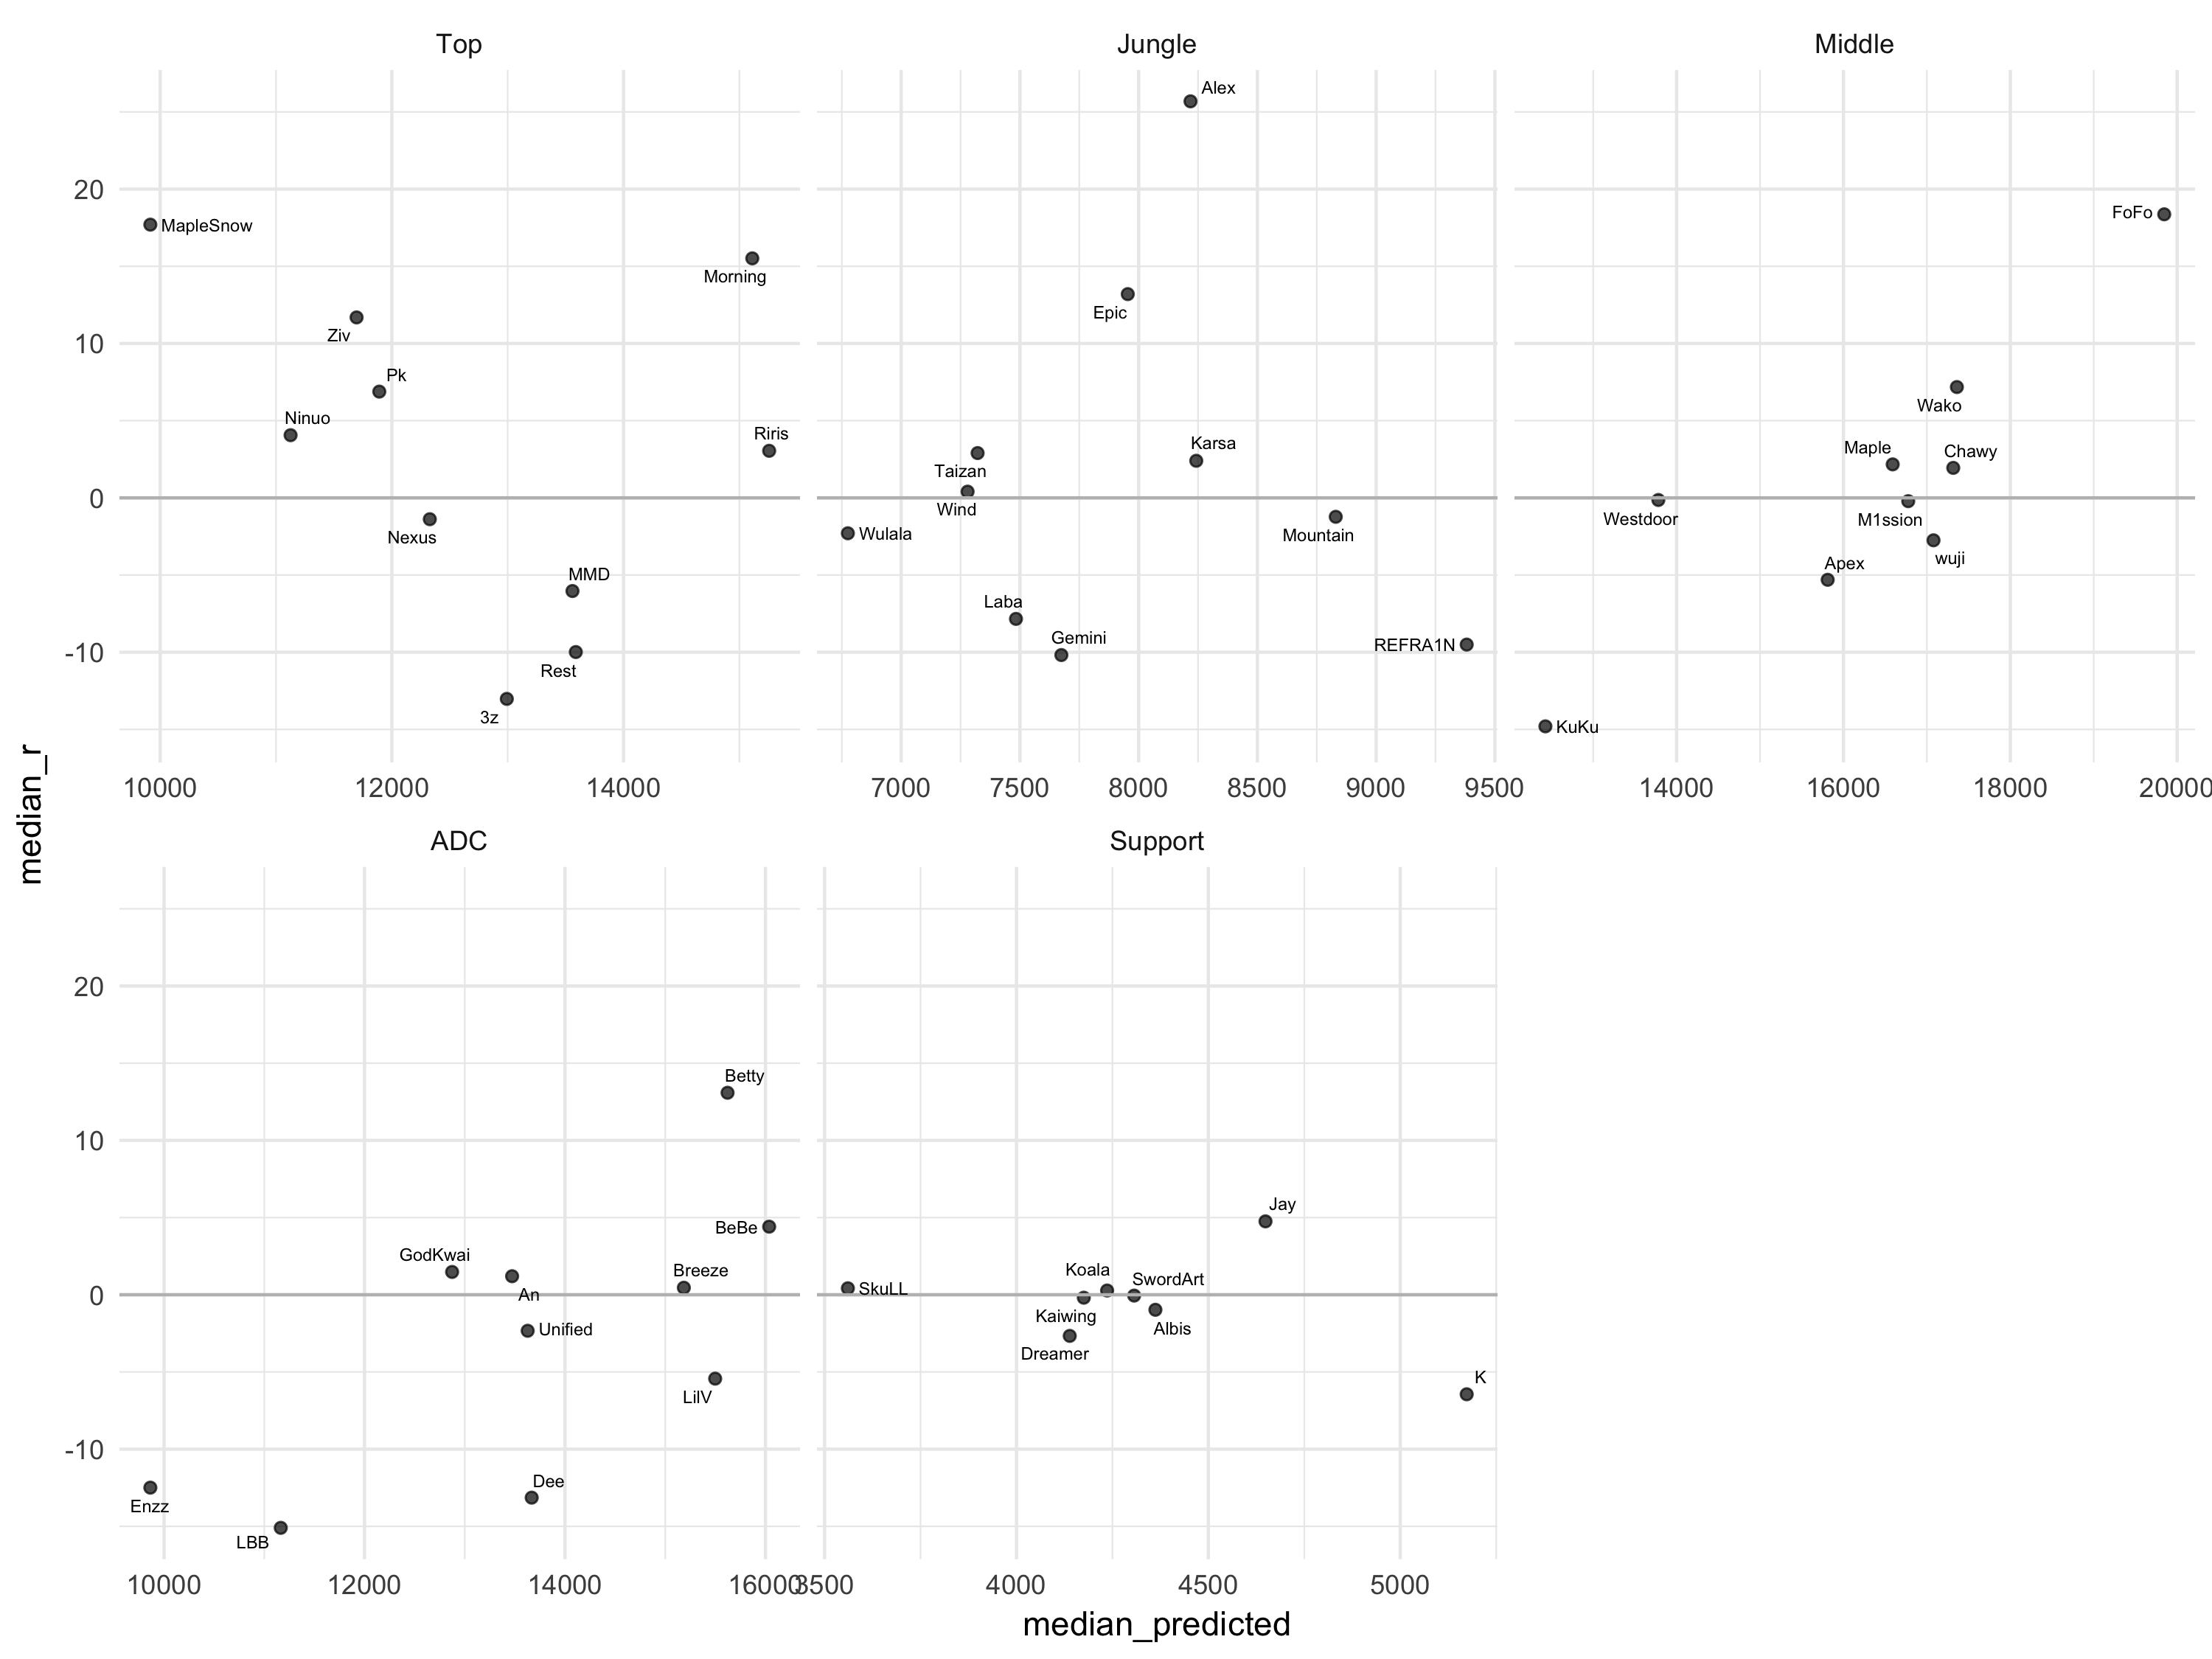 Top
Jungle
Middle
Alex
20
MapleSnow
FoFo
Morning
Epic
Ziv
10
Pk
Wako
Ninuo
Riris
Karsa
Maple
Chawy
Taizan
0
Wind
Westdoor
M1ssion
Nexus
Wulala
Mountain
wuji
Apex
MMD
Laba
Gemini
REFRA1N
-10
Rest
3z
KuKu
10000 12000 14000
7000 7500 8000 8500 9000 9500
14000 16000 18000 20000
median_r
ADC
Support
20
Betty
10
Jay
BeBe
GodKwai
Breeze
Koala
SwordArt
An
0
SkuLL
Kaiwing
Unified
Albis
Dreamer
LilV
K
-10
Dee
Enzz
LBB
10000 12000 14000 16000
3500 4000 4500 5000
median_predicted